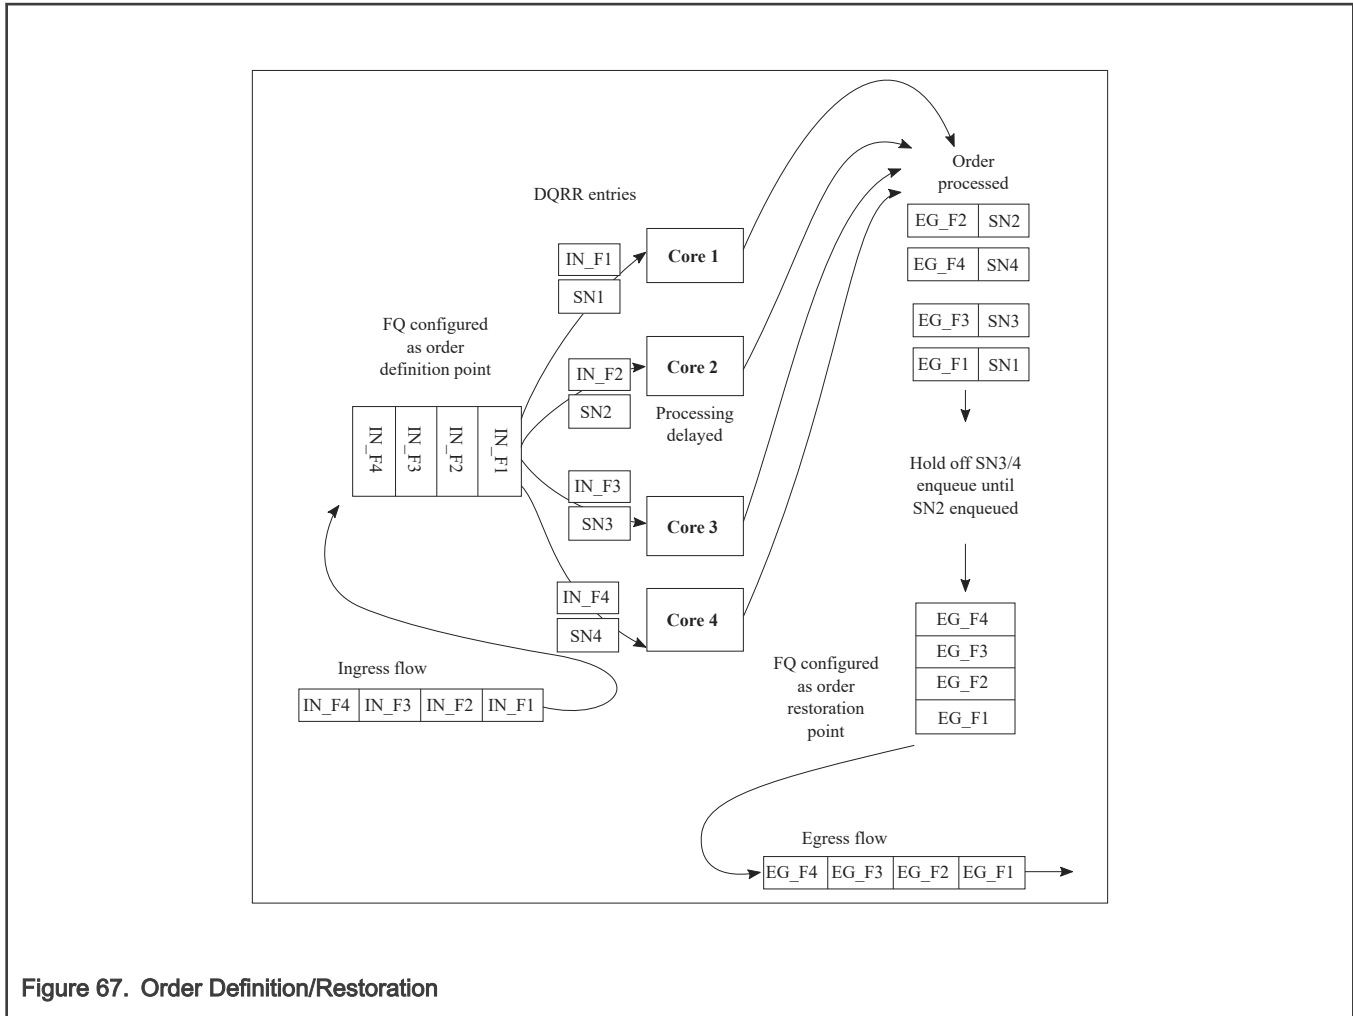 DQRR entries
IN_F1
SN1
Core 1
Order
processed
EG_F2 SN2
EG_F4 SN4
EG_F3 SN3
EG_F1 SN1
FQ configured
as order
definition point
IN_F4 IN_F3 IN_F2 IN_F1
IN_F2
SN2
Core 2
Processing
delayed
IN_F3
SN3
Core 3
IN_F4
SN4
Core 4
Hold off SN3/4
enqueue until
SN2 enqueued
Ingress flow
IN_F4 IN_F3 IN_F2 IN_F1
FQ configured
as order
restoration
point
EG_F4
EG_F3
EG_F2
EG_F1
Egress flow
EG_F4 EG_F3 EG_F2 EG_F1
Figure 67. Order Definition/Restoration